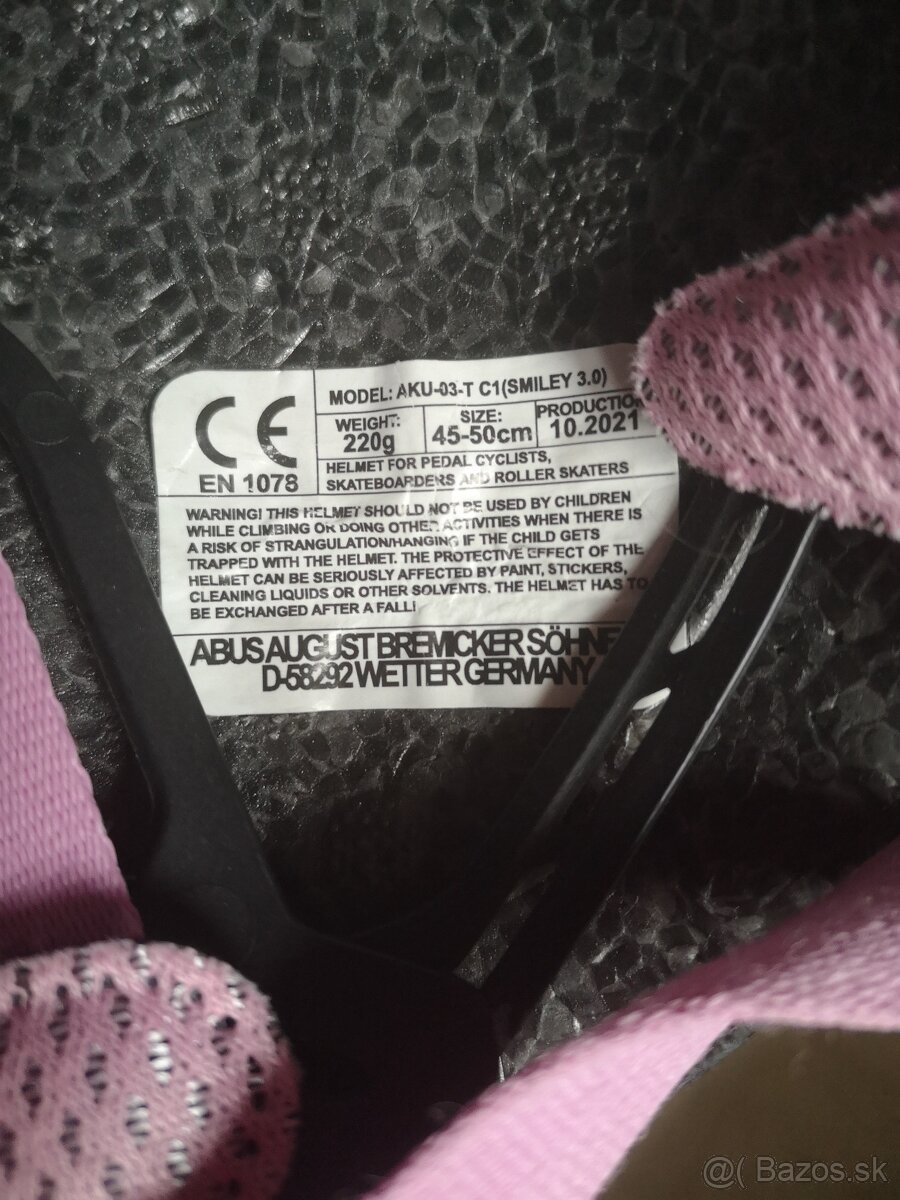 CE
EN 1078
MODEL: AKU-03-T C1(SMILEY 3.0)
WEIGHT:
220g
SIZE:
45-50cm
PRODUCTION
10.2021
HELMET FOR PEDAL CYCLISTS,
SKATEBOARDERS AND ROLLER SKATERS
WARNING! THIS HELMET SHOULD NOT BE USED BY CHILDREN
WHILE CLIMBING OR DOING OTHER ACTIVITIES WHEN THERE IS
A RISK OF STRANGULATION/HANGING IF THE CHILD GETS
TRAPPED WITH THE HELMET. THE PROTECTIVE EFFECT OF THE
HELMET CAN BE SERIOUSLY AFFECTED BY PAINT, STICKERS,
CLEANING LIQUIDS OR OTHER SOLVENTS. THE HELMET HAS TO
BE EXCHANGED AFTER A FALL!
ABUS AUGUST BREMICKER SÖHNE
D-58292 WETTER GERMANY
@( Bazos.sk